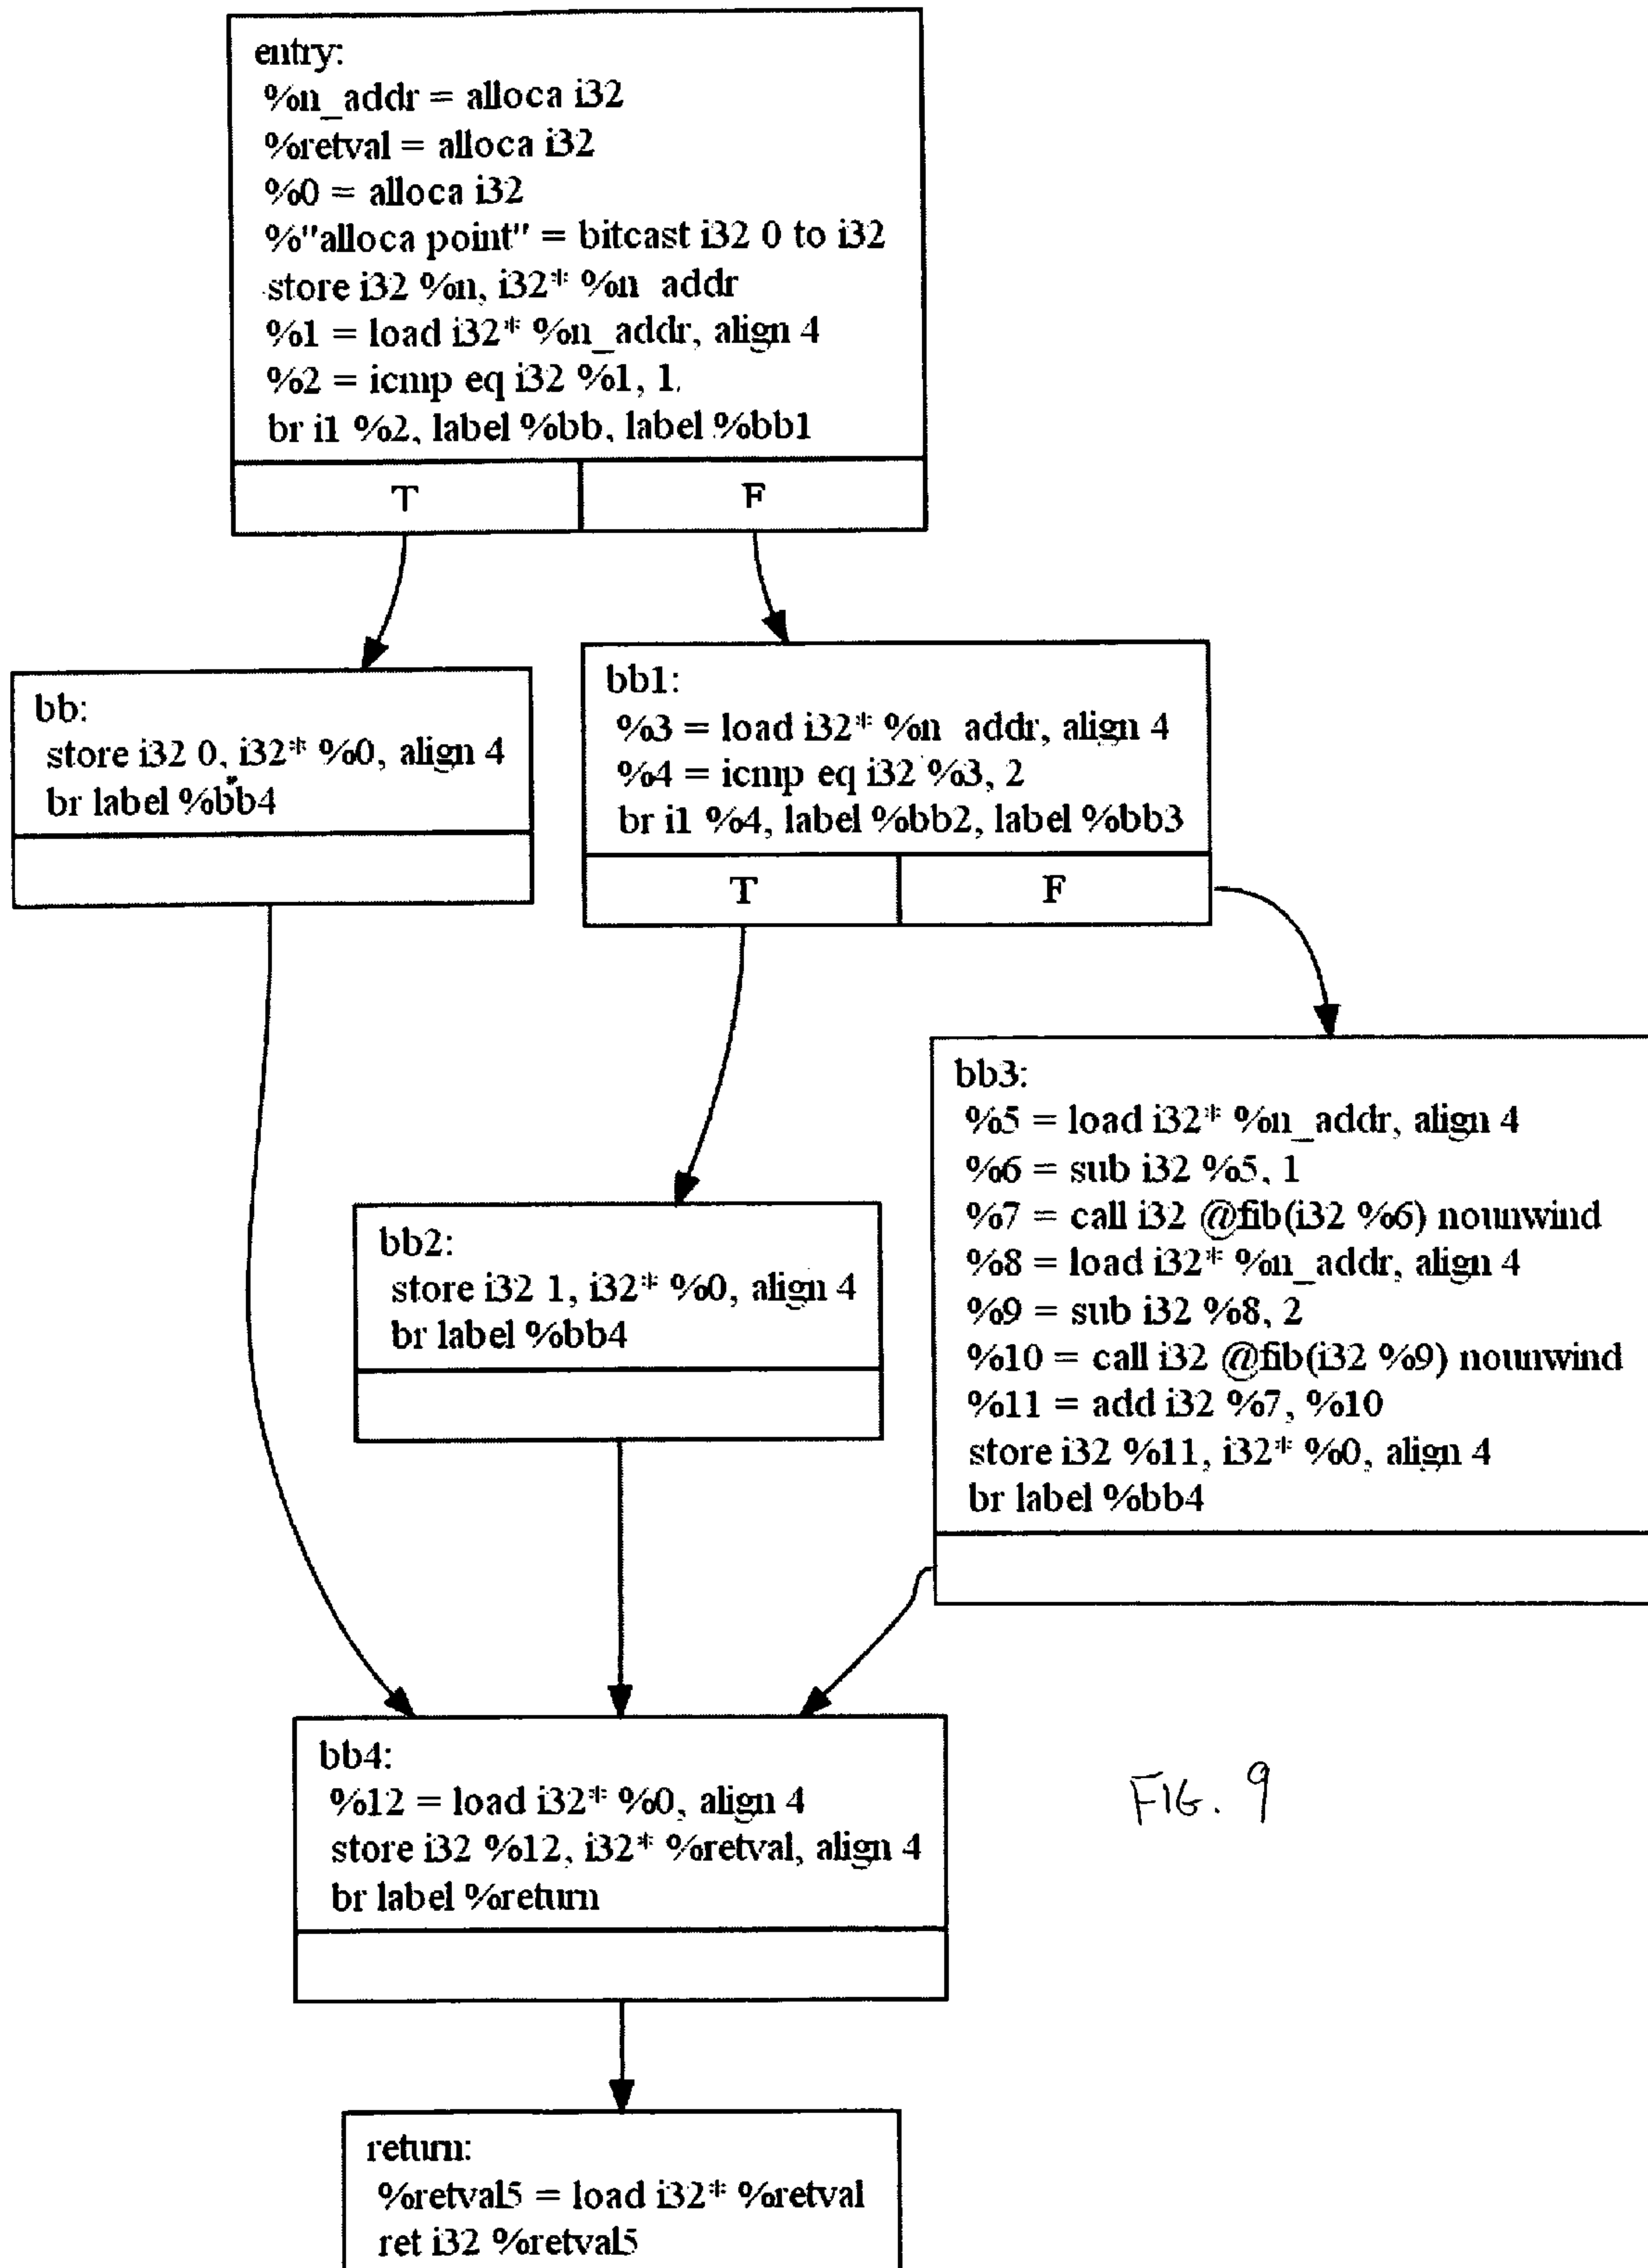 entry:
%n_addr = alloca i32
%retval = alloca i32
%0 = alloca i32
%"alloca point" = bitcast i32 0 to i32
store i32 %n, i32* %n_addr
%1 = load i32* %n_addr, align 4
%2 = icmp eq i32 %1, 1
br i1 %2, label %bb, label %bb1
T F
bb:
store i32 0, i32* %0, align 4
br label %bb4
bb1:
%3 = load i32* %n_addr, align 4
%4 = icmp eq i32 %3, 2
br i1 %4, label %bb2, label %bb3
T F
bb2:
store i32 1, i32* %0, align 4
br label %bb4
bb3:
%5 = load i32* %n_addr, align 4
%6 = sub i32 %5, 1
%7 = call i32 @fib(i32 %6) nounwind
%8 = load i32* %n_addr, align 4
%9 = sub i32 %8, 2
%10 = call i32 @fib(i32 %9) nounwind
%11 = add i32 %7, %10
store i32 %11, i32* %0, align 4
br label %bb4
bb4:
%12 = load i32* %0, align 4
store i32 %12, i32* %retval, align 4
br label %return
FIG. 9
return:
%retval5 = load i32* %retval
ret i32 %retval5